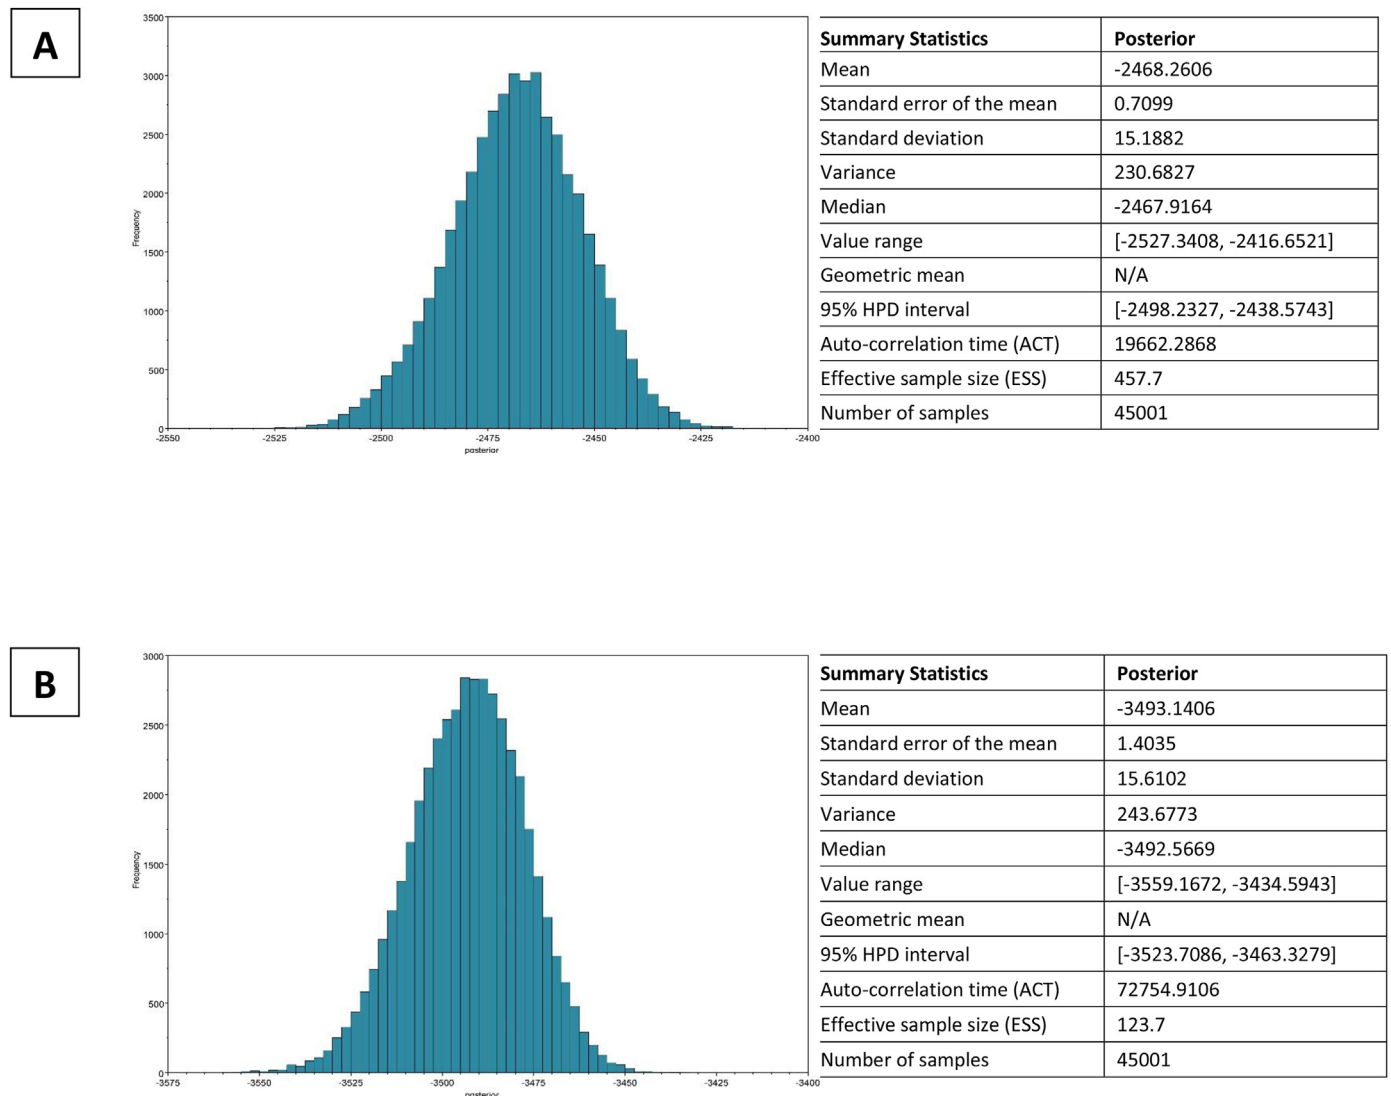 A
3500
3000
2500
2000
1500
1000
500
0
Frequency
-2550
-2525
-2500
-2475
-2450
-2425
-2400
posterior
Summary Statistics Posterior
Mean -2468.2606
Standard error of the mean 0.7099
Standard deviation 15.1882
Variance 230.6827
Median -2467.9164
Value range [-2527.3408, -2416.6521]
Geometric mean N/A
95% HPD interval [-2498.2327, -2438.5743]
Auto-correlation time (ACT) 19662.2868
Effective sample size (ESS) 457.7
Number of samples 45001
B
3000
2500
2000
1500
1000
500
0
Frequency
-3575
-3550
-3525
-3500
-3475
-3450
-3425
-3400
posterior
Summary Statistics Posterior
Mean -3493.1406
Standard error of the mean 1.4035
Standard deviation 15.6102
Variance 243.6773
Median -3492.5669
Value range [-3559.1672, -3434.5943]
Geometric mean N/A
95% HPD interval [-3523.7086, -3463.3279]
Auto-correlation time (ACT) 72754.9106
Effective sample size (ESS) 123.7
Number of samples 45001